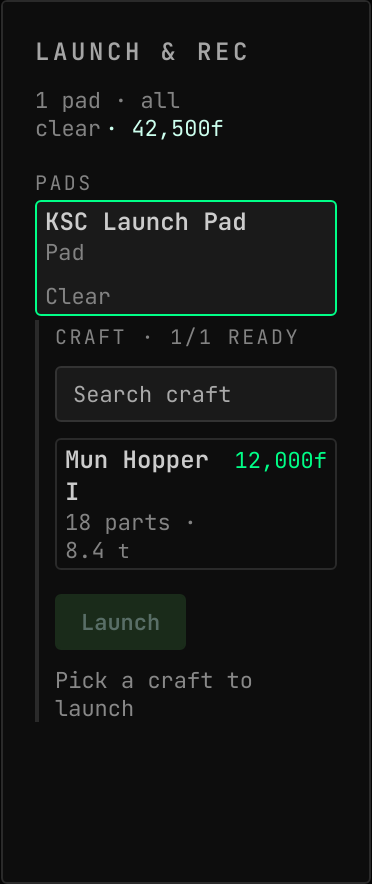 LAUNCH & REC
1 pad · all
clear · 42,500f
PADS
KSC Launch Pad
Pad
Clear
CRAFT · 1/1 READY
Search craft
Mun Hopper 12,000f
I
18 parts ·
8.4 t
Launch
Pick a craft to
launch